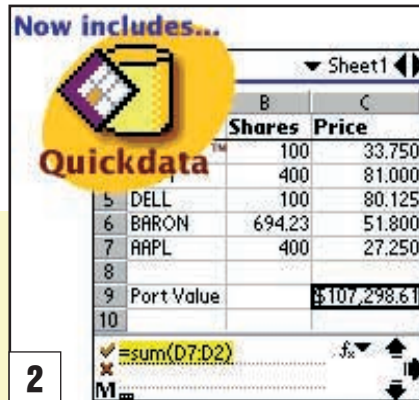 Now includes...
Quickdata™
Sheet1
B C
Shares Price
100 33.750
400 81.000
5 DELL 100 80.125
6 BARON 694.23 51.800
7 AAPL 400 27.250
8
9 Port Value $107,298.61
10
=sum(D7:D2) fx
M
2